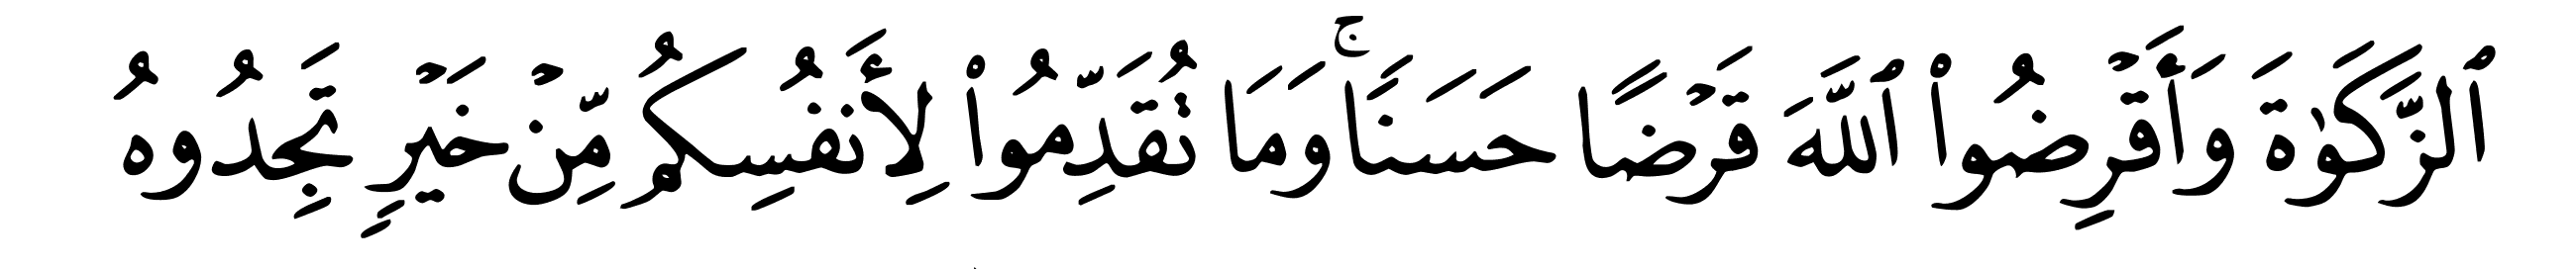 ٱلزَّكَوٰةَ وَأَقۡرِضُواْ ٱللَّهَ قَرۡضًا حَسَنٗاۚ وَمَا تُقَدِّمُواْ لِأَنفُسِكُم مِّنۡ خَيۡرٖ تَجِدُوهُ